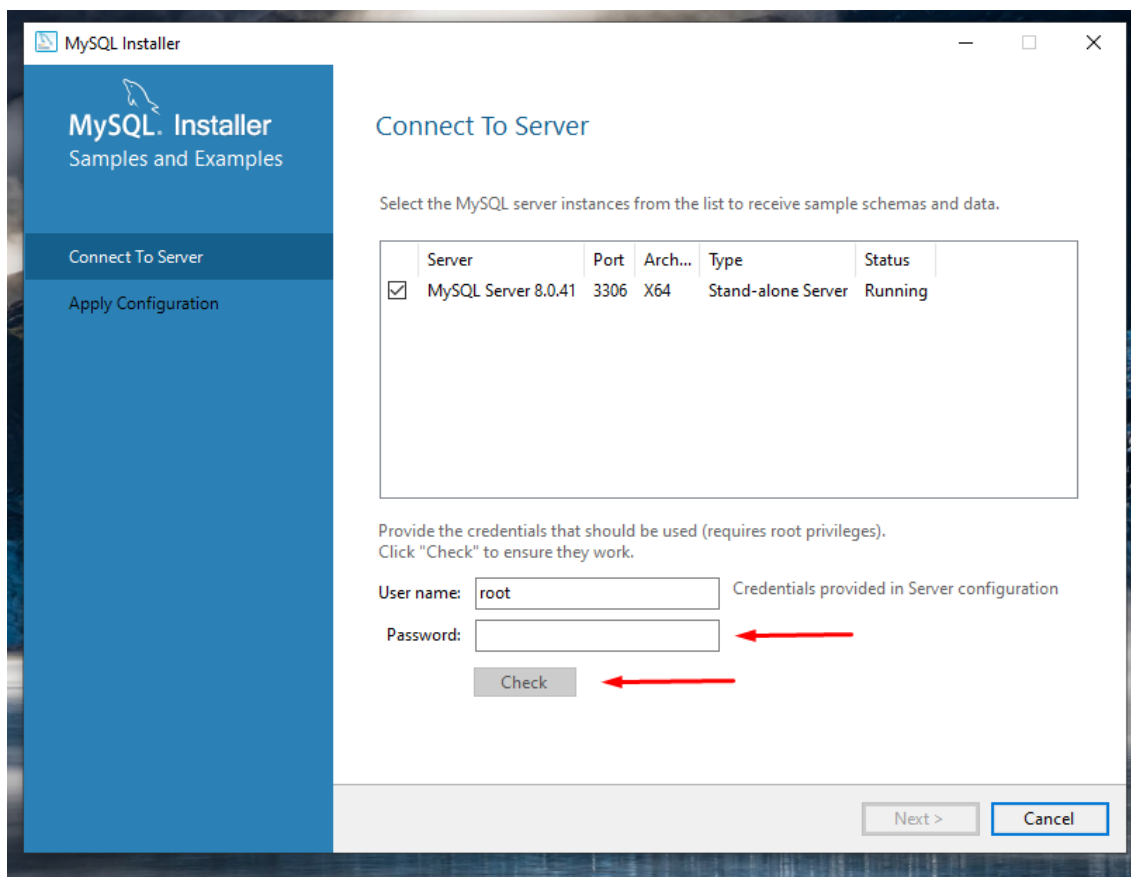 MySQL Installer
MySQL. Installer
Samples and Examples
Connect To Server
Apply Configuration
Connect To Server
Select the MySQL server instances from the list to receive sample schemas and data.
Server Port Arch... Type Status
MySQL Server 8.0.41 3306 X64 Stand-alone Server Running
Provide the credentials that should be used (requires root privileges).
Click "Check" to ensure they work.
User name: root Credentials provided in Server configuration
Password:
Check
Next > Cancel